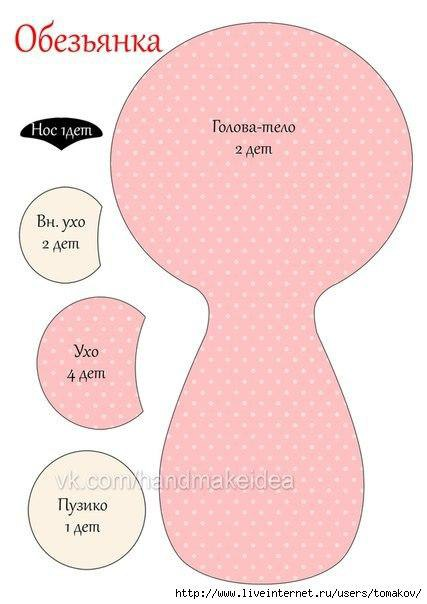 Обезьянка
Голова-тело
2 дет
Нос 1дет
Вн. ухо
2 дет
Ухо
4 дет
vk.com/handmakeidea
Пузико
1 дет
http://www.liveinternet.ru/users/tomakov/